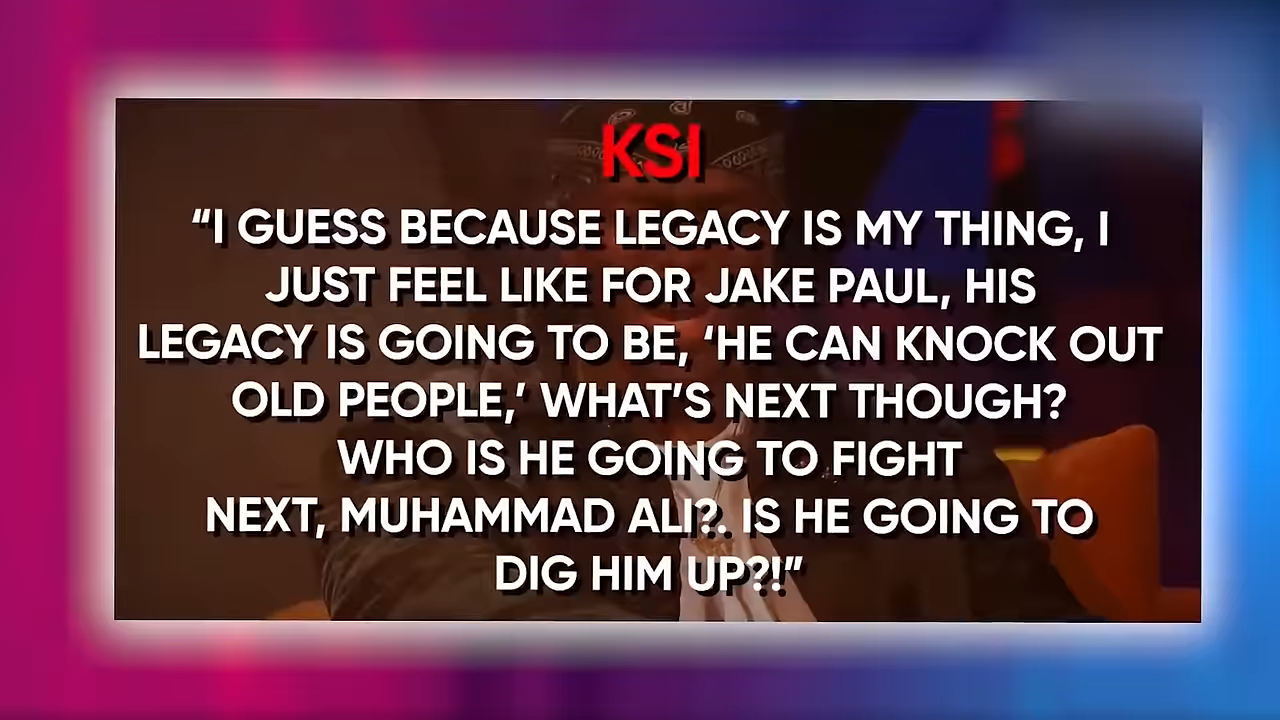 KSI
“I GUESS BECAUSE LEGACY IS MY THING, I
JUST FEEL LIKE FOR JAKE PAUL, HIS
LEGACY IS GOING TO BE, ‘HE CAN KNOCK OUT
OLD PEOPLE,’ WHAT’S NEXT THOUGH?
WHO IS HE GOING TO FIGHT
NEXT, MUHAMMAD ALI?. IS HE GOING TO
DIG HIM UP?!”